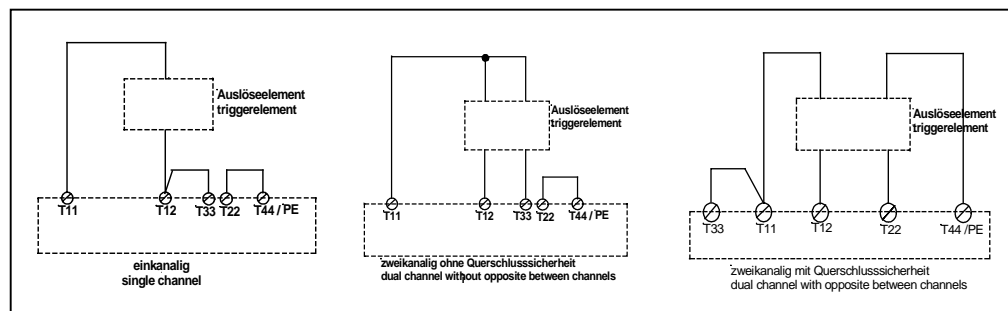 Auslöseelement
triggerelement
T11 T12 T33 T22 T44 / PE
einkanalig
single channel
Auslöseelement
triggerelement
T11 T12 T33 T22 T44 / PE
zweikanalig ohne Querschlusssicherheit
dual channel without opposite between channels
Auslöseelement
triggerelement
T33 T11 T12 T22 T44 /PE
zweikanalig mit Querschlusssicherheit
dual channel with opposite between channels